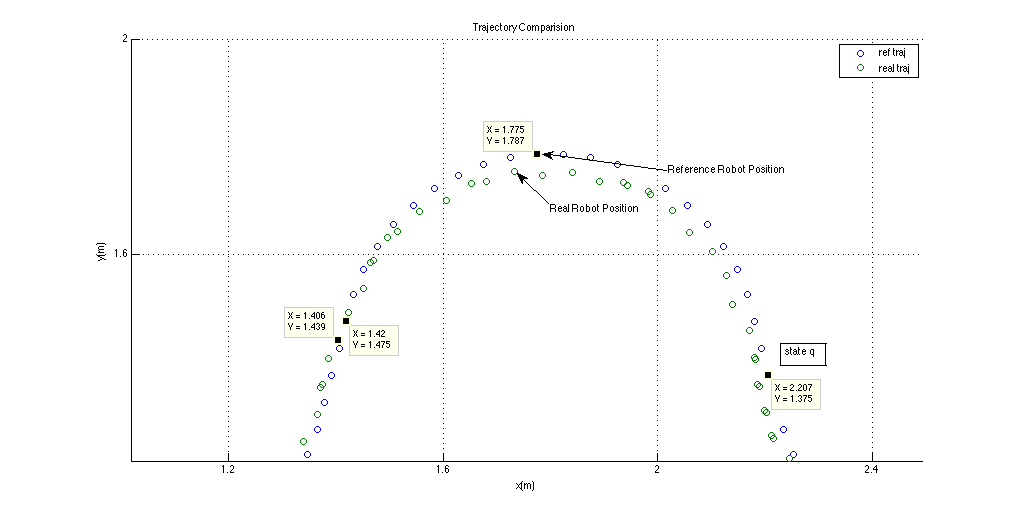 Trajectory Comparision
2
ref traj
real traj
X = 1.775
Y = 1.787
Reference Robot Position
Real Robot Position
y(m)
1.6
X = 1.406
Y = 1.439
X = 1.42
Y = 1.475
state q
X = 2.207
Y = 1.375
1.2
1.6
2
2.4
x(m)